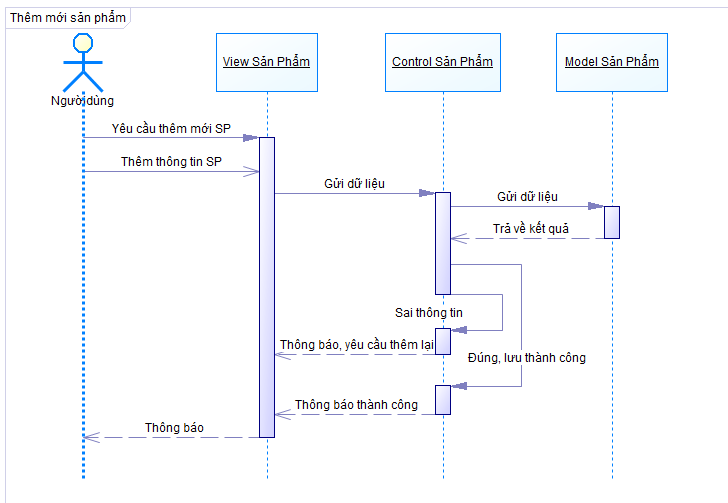 Thêm mới sản phẩm
View Sản Phẩm
Control Sản Phẩm
Model Sản Phẩm
Người dùng
Yêu cầu thêm mới SP
Thêm thông tin SP
Gửi dữ liệu
Gửi dữ liệu
Trả về kết quả
Sai thông tin
Thông báo, yêu cầu thêm lại
Đúng, lưu thành công
Thông báo thành công
Thông báo